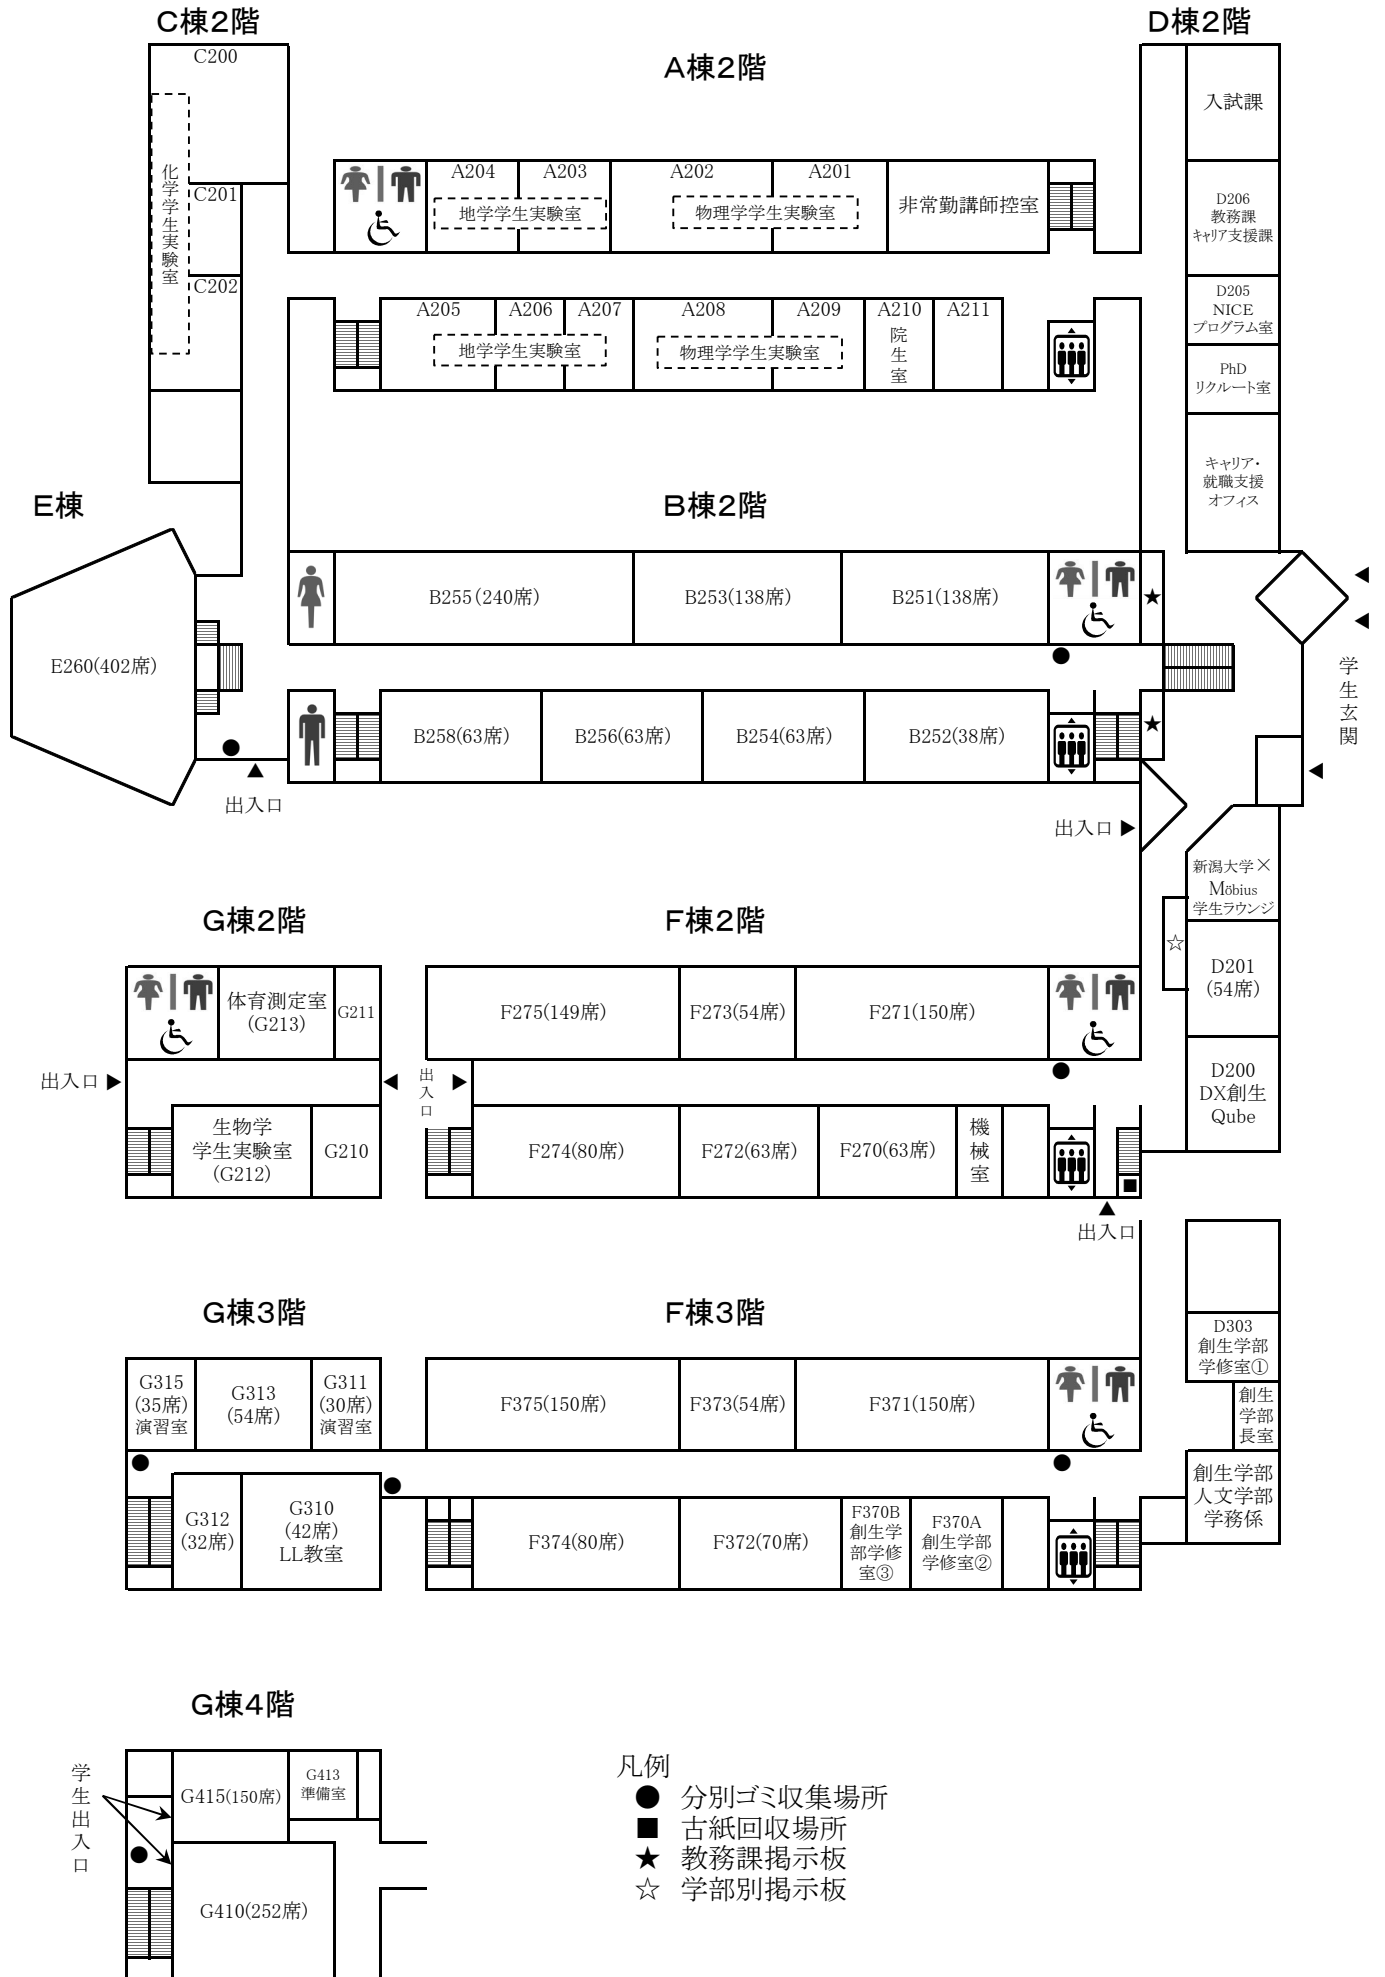 C棟2階
D棟2階
A棟2階
C200
化学学生実験室
C201
C202
A204
A203
A202
A201
地学学生実験室
物理学学生実験室
非常勤講師控室
A205
A206
A207
A208
A209
A210
院生室
A211
地学学生実験室
物理学学生実験室
入試課
D206
教務課
キャリア支援課
D205
NICE
プログラム室
PhD
リクルート室
キャリア・
就職支援
オフィス
E棟
B棟2階
B255(240席)
B253(138席)
B251(138席)
★
E260(402席)
B258(63席)
B256(63席)
B254(63席)
B252(38席)
★
学生玄関
出入口
出入口
新潟大学×
Möbius
学生ラウンジ
☆
D201
(54席)
D200
DX創生
Qube
G棟2階
F棟2階
体育測定室
(G213)
G211
F275(149席)
F273(54席)
F271(150席)
出入口
出入口
生物学
学生実験室
(G212)
G210
F274(80席)
F272(63席)
F270(63席)
機械室
出入口
G棟3階
F棟3階
D303
創生学部
学修室①
創生
学部
長室
創生学部
人文学部
学務係
G315
(35席)
演習室
G313
(54席)
G311
(30席)
演習室
F375(150席)
F373(54席)
F371(150席)
G312
(32席)
G310
(42席)
LL教室
F374(80席)
F372(70席)
F370B
創生学
部学修
室③
F370A
創生学部
学修室②
G棟4階
学生出入口
G415(150席)
G413
準備室
G410(252席)
凡例
● 分別ゴミ収集場所
■ 古紙回収場所
★ 教務課掲示板
☆ 学部別掲示板